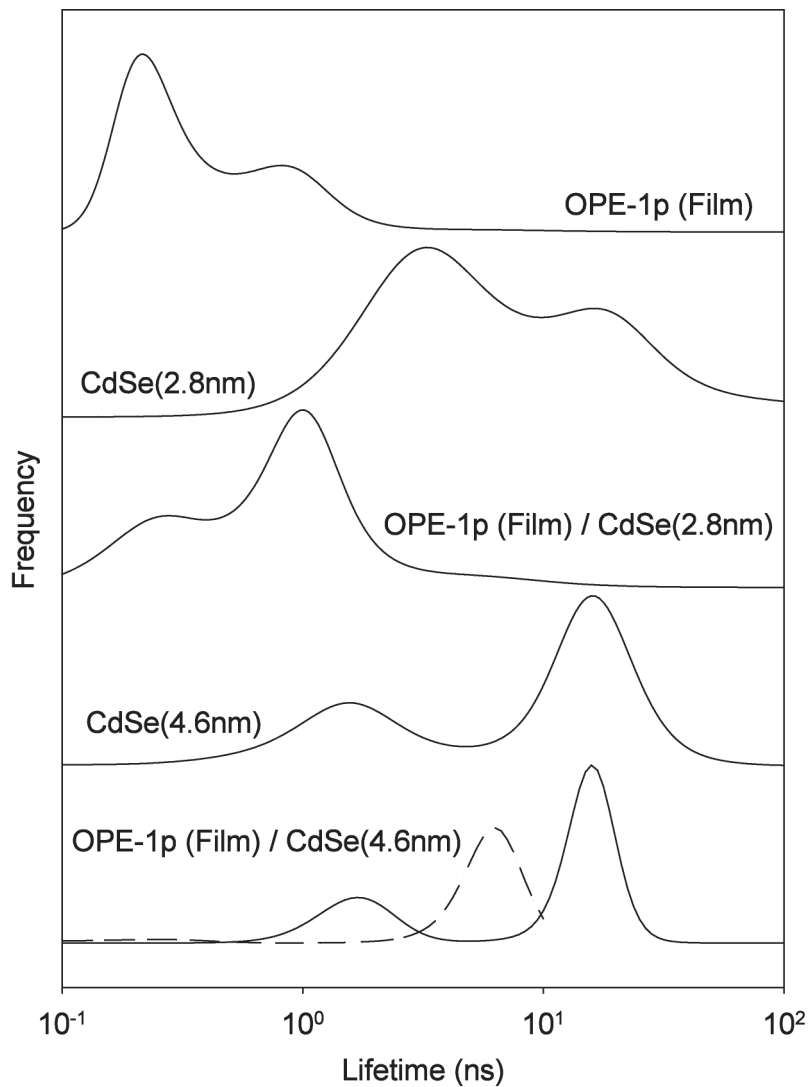 OPE-1p (Film)
CdSe(2.8nm)
OPE-1p (Film) / CdSe(2.8nm)
CdSe(4.6nm)
OPE-1p (Film) / CdSe(4.6nm)
Frequency
10⁻¹ 10⁰ 10¹ 10²
Lifetime (ns)